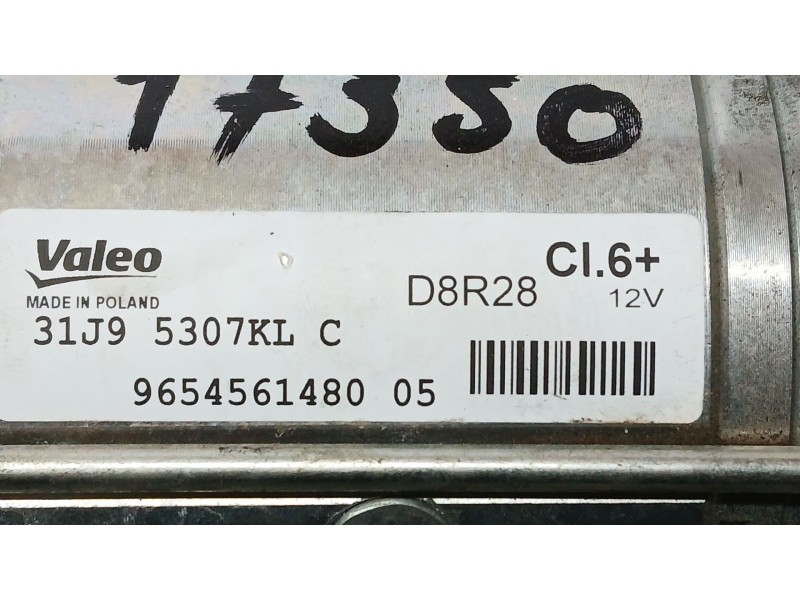 17350
Valeo
MADE IN POLAND
D8R28
Cl.6+
12V
31J9 5307KL C
9654561480 05